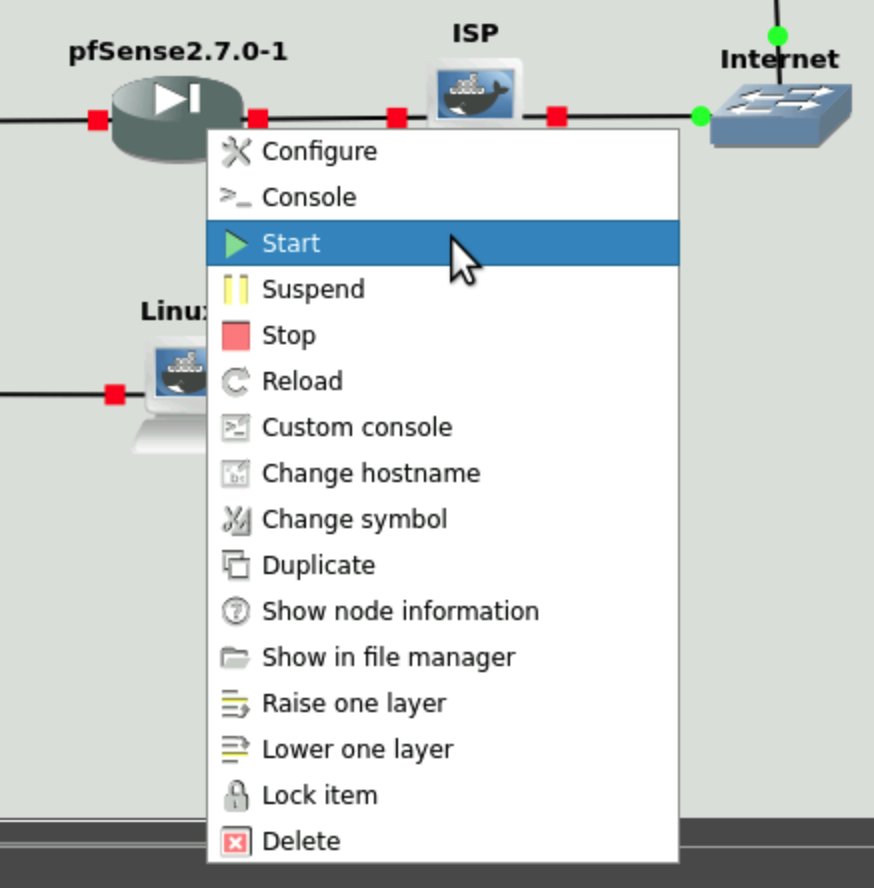 ISP
pfSense2.7.0-1
Internet
Configure
Console
Start
Suspend
Linu
Stop
Reload
Custom console
Change hostname
Change symbol
Duplicate
Show node information
Show in file manager
Raise one layer
Lower one layer
Lock item
Delete